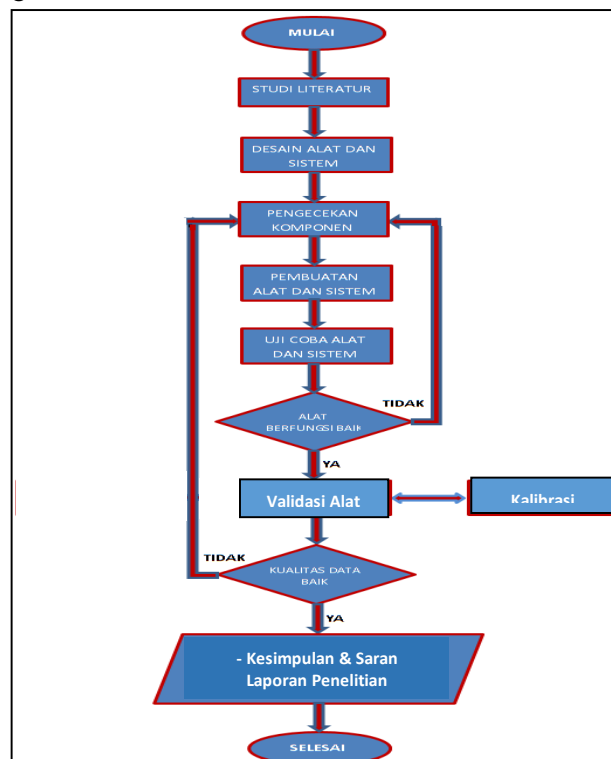 MULAI
STUDI LITERATUR
DESAIN ALAT DAN
SISTEM
PENGECEKAN
KOMPONEN
PEMBUATAN
ALAT DAN SISTEM
UJI COBA ALAT
DAN SISTEM
ALAT
BERFUNGSI BAIK
TIDAK
YA
Validasi Alat
Kalibrasi
TIDAK
KUALITAS DATA
BAIK
YA
- Kesimpulan & Saran
Laporan Penelitian
SELESAI